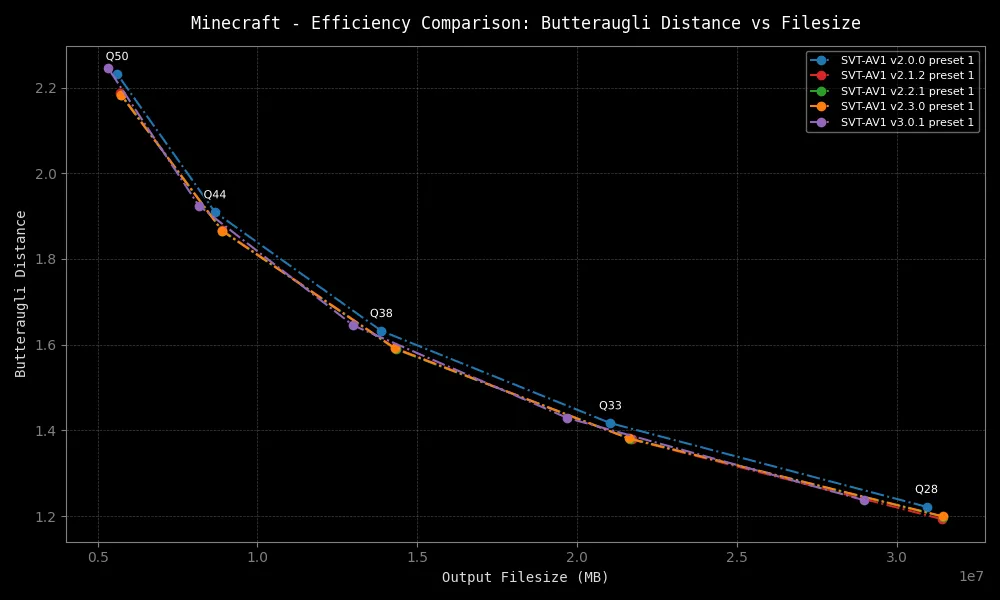 Minecraft - Efficiency Comparison: Butteraugli Distance vs Filesize
SVT-AV1 v2.0.0 preset 1
SVT-AV1 v2.1.2 preset 1
SVT-AV1 v2.2.1 preset 1
SVT-AV1 v2.3.0 preset 1
SVT-AV1 v3.0.1 preset 1
Q50
Q44
Q38
Q33
Q28
Butteraugli Distance
2.2
2.0
1.8
1.6
1.4
1.2
0.5 1.0 1.5 2.0 2.5 3.0
1e7
Output Filesize (MB)